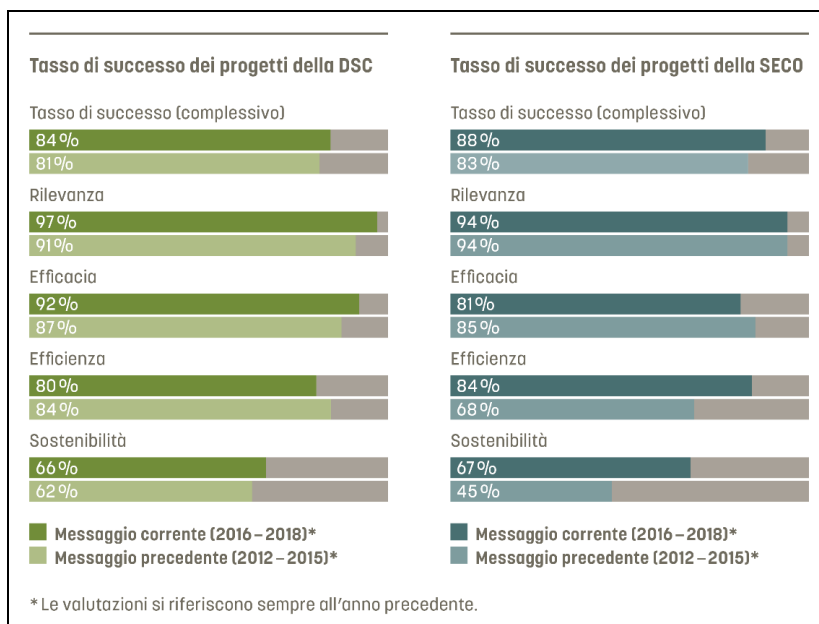 Tasso di successo dei progetti della DSC
Tasso di successo (complessivo)
84 %
81 %
Rilevanza
97 %
91 %
Efficacia
92 %
87 %
Efficienza
80 %
84 %
Sostenibilità
66 %
62 %
Messaggio corrente (2016 – 2018)*
Messaggio precedente (2012 – 2015)*
Tasso di successo dei progetti della SECO
Tasso di successo (complessivo)
88 %
83 %
Rilevanza
94 %
94 %
Efficacia
81 %
85 %
Efficienza
84 %
68 %
Sostenibilità
67 %
45 %
Messaggio corrente (2016 – 2018)*
Messaggio precedente (2012 – 2015)*
* Le valutazioni si riferiscono sempre all'anno precedente.